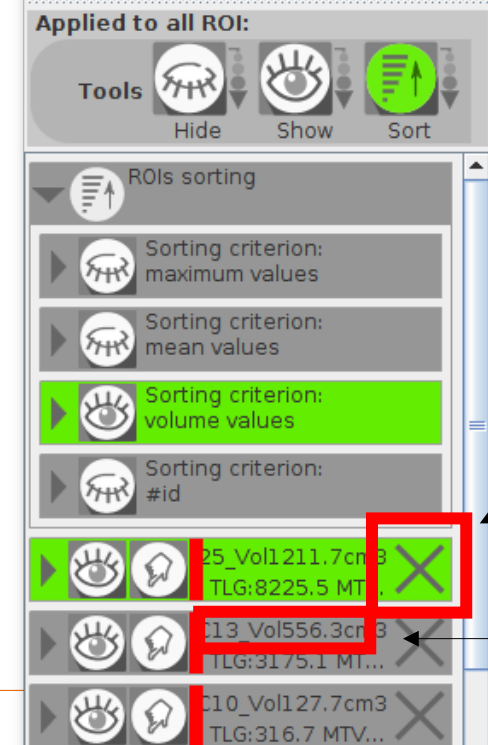 Applied to all ROI:
Tools
Hide Show Sort
ROIs sorting
Sorting criterion:
maximum values
Sorting criterion:
mean values
Sorting criterion:
volume values
Sorting criterion:
#id
25_Vol1211.7cm3
TLG:8225.5 MT...
C13_Vol556.3cm3
TLG:3175.1 MT...
C10_Vol127.7cm3
TLG:316.7 MTV...